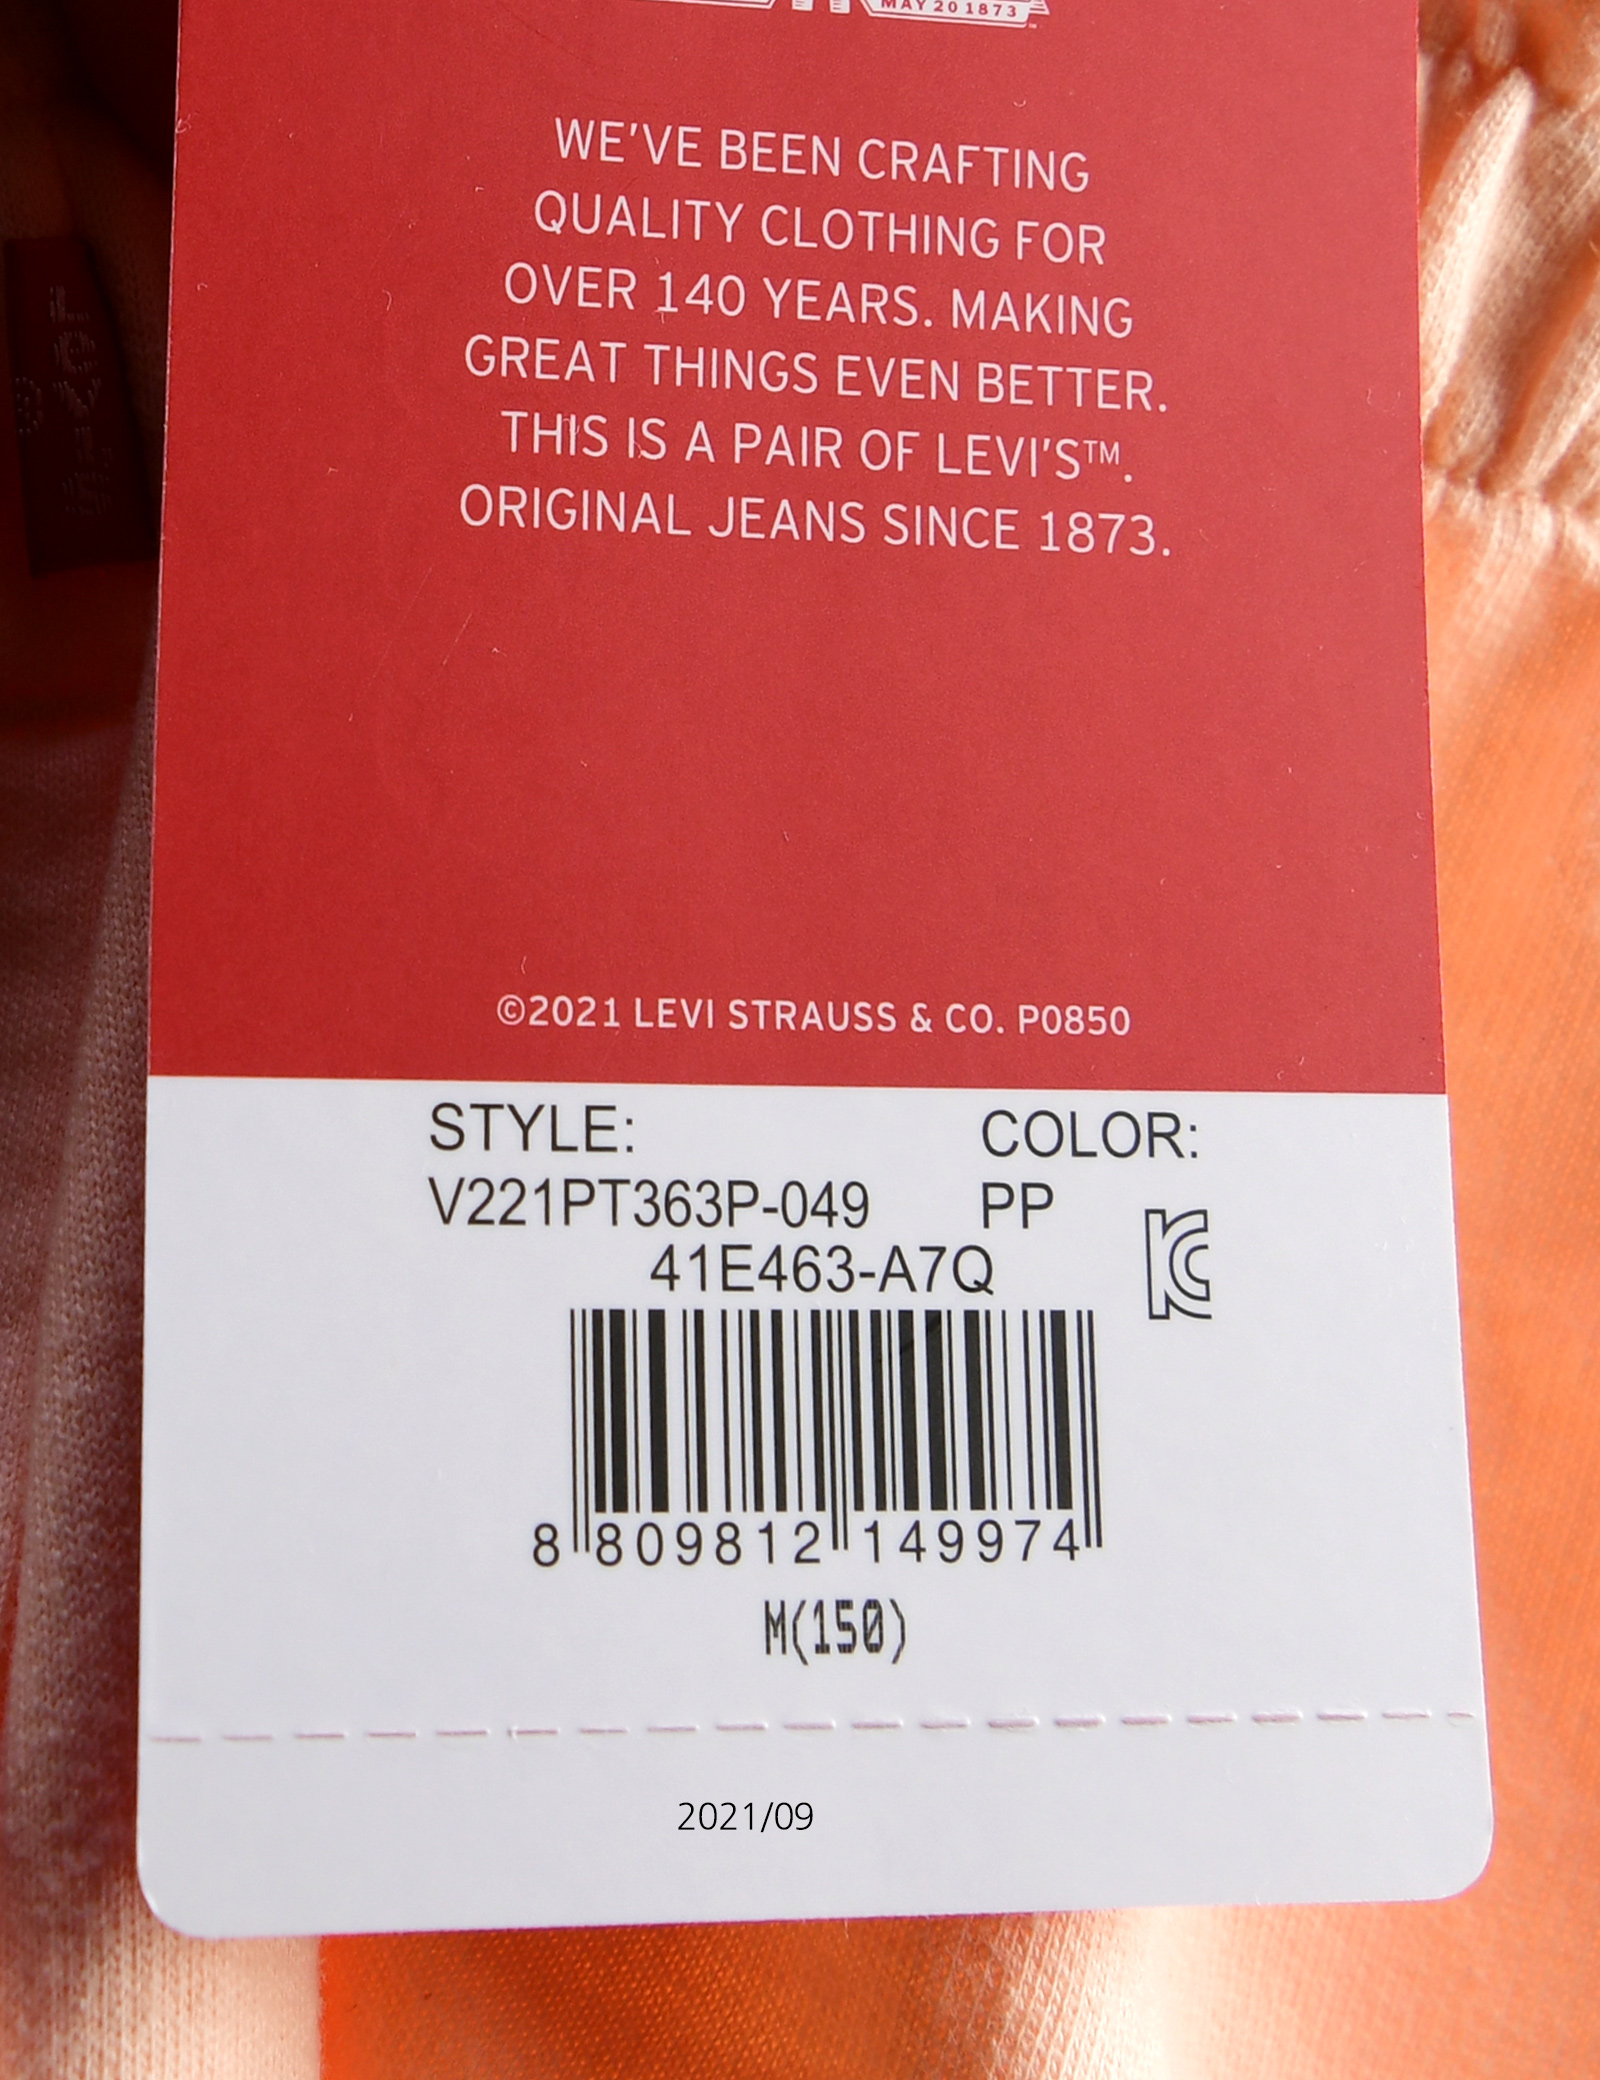 MAY 20 1873
WE'VE BEEN CRAFTING
QUALITY CLOTHING FOR
OVER 140 YEARS. MAKING
GREAT THINGS EVEN BETTER.
THIS IS A PAIR OF LEVI'S™.
ORIGINAL JEANS SINCE 1873.
Levi's
®
©2021 LEVI STRAUSS & CO. P0850
STYLE: COLOR:
V221PT363P-049 PP
41E463-A7Q
8 809812 149974
M(150)
2021/09